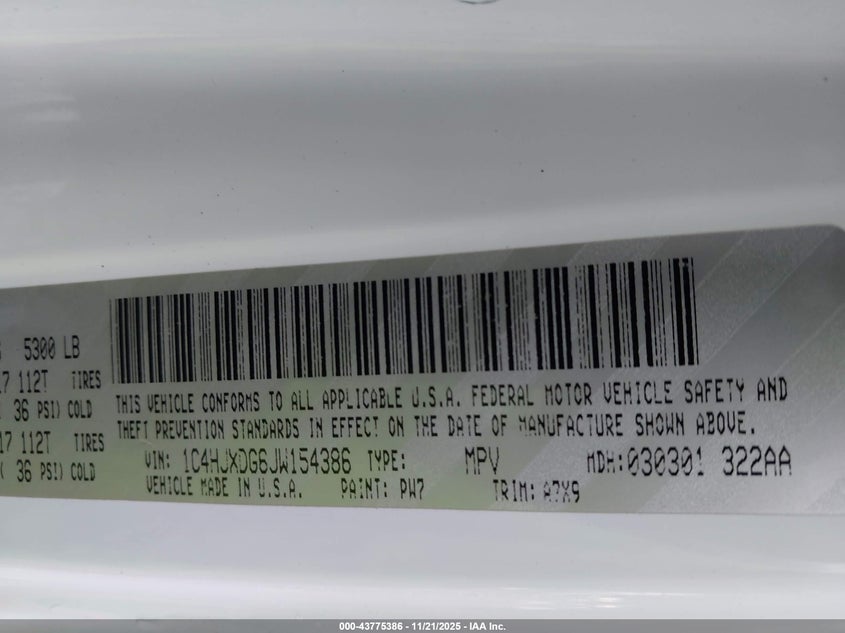 5300 LB
17 112T TIRES
36 PSI) COLD
17 112T TIRES
( 36 PSI) COLD
THIS VEHICLE CONFORMS TO ALL APPLICABLE U.S.A. FEDERAL MOTOR VEHICLE SAFETY AND
THEFT PREVENTION STANDARDS IN EFFECT ON THE DATE OF MANUFACTURE SHOWN ABOVE.
VIN: 1C4HJXDG6JW154386 TYPE: MPV MDH:030301 322AA
VEHICLE MADE IN U.S.A. PAINT: PW7 TRIM: A7X9
000-43775386 - 11/21/2025 - IAA Inc.